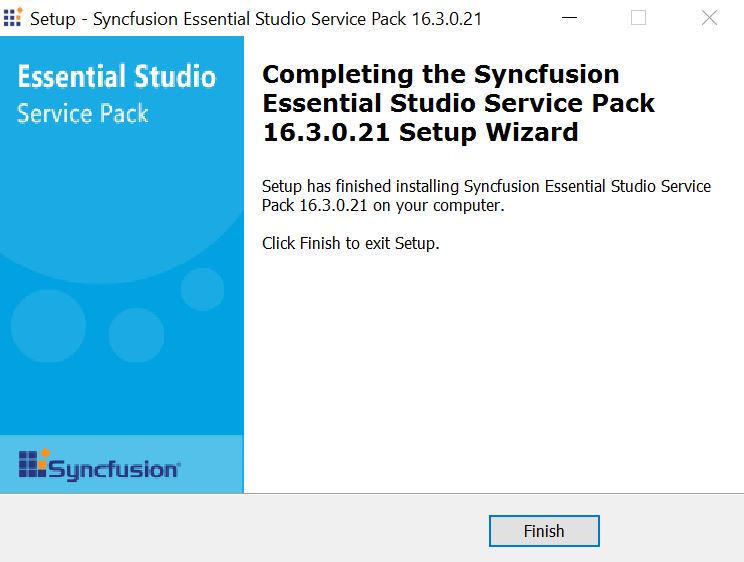 Setup - Syncfusion Essential Studio Service Pack 16.3.0.21
Essential Studio
Service Pack
Completing the Syncfusion
Essential Studio Service Pack
16.3.0.21 Setup Wizard
Setup has finished installing Syncfusion Essential Studio Service
Pack 16.3.0.21 on your computer.
Click Finish to exit Setup.
Syncfusion
Finish